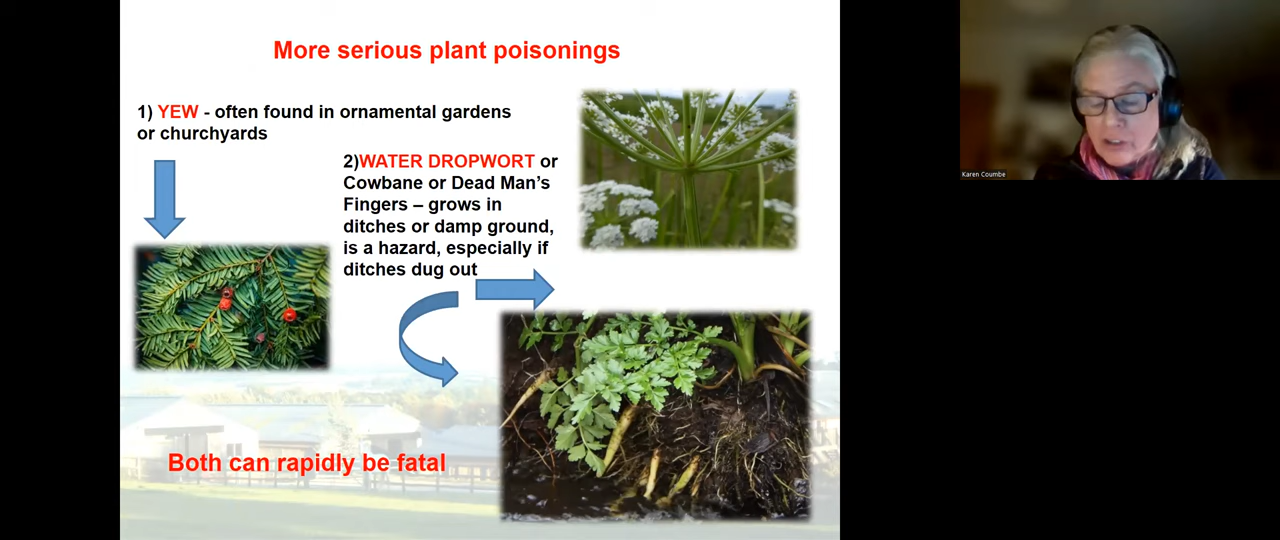 More serious plant poisonings
1) YEW - often found in ornamental gardens
or churchyards
2)WATER DROPWORT or
Cowbane or Dead Man's
Fingers – grows in
ditches or damp ground,
is a hazard, especially if
ditches dug out
Both can rapidly be fatal
Karen Coumbe